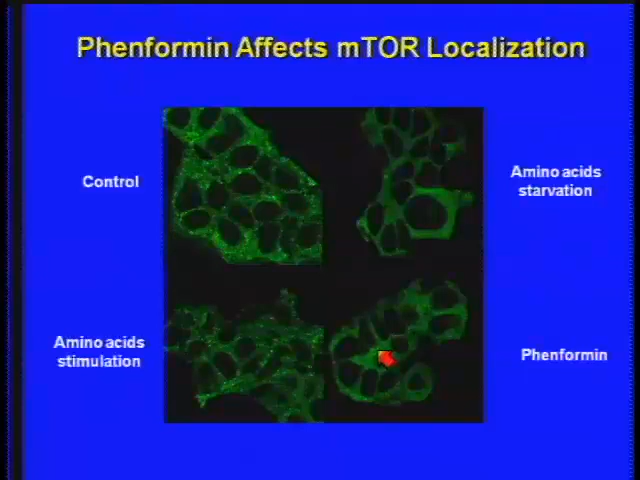 Phenformin Affects mTOR Localization
Control
Amino acids
starvation
Amino acids
stimulation
Phenformin